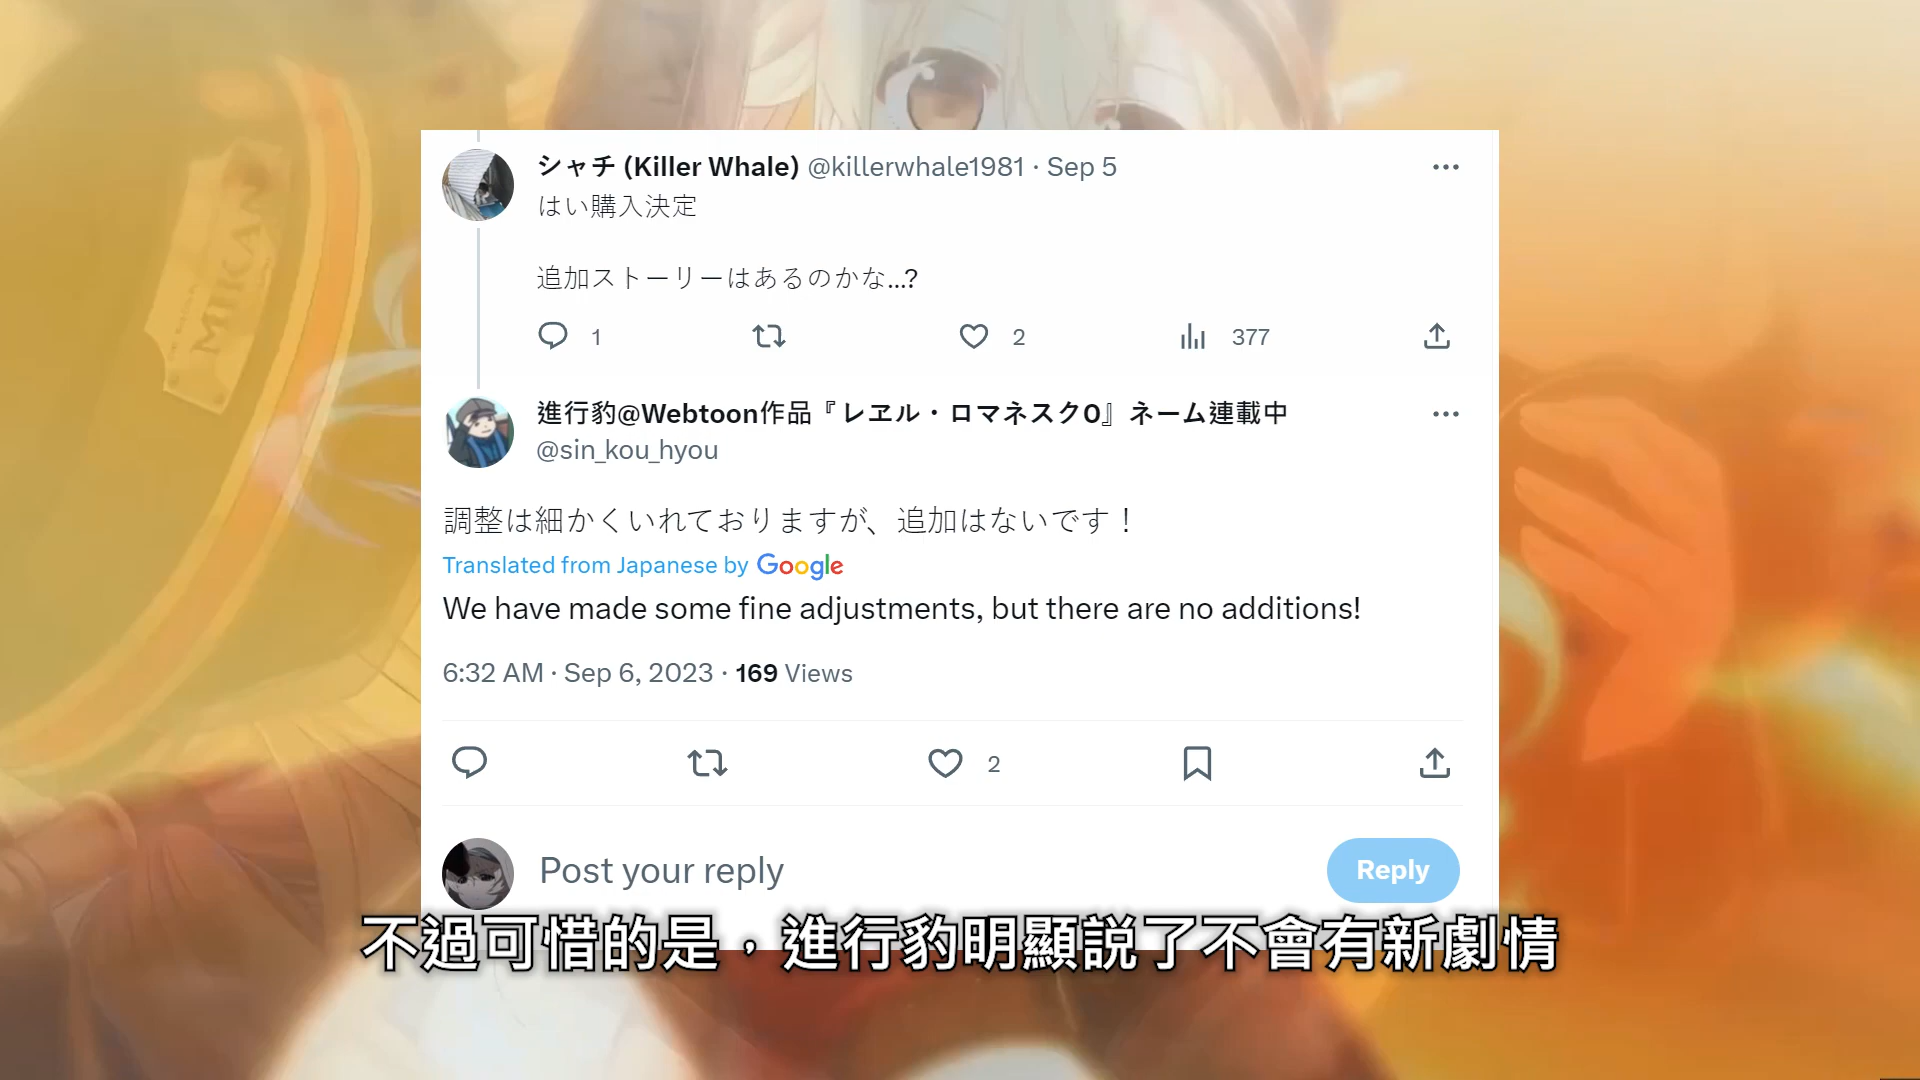 シャチ (Killer Whale) @killerwhale1981 · Sep 5
はい購入決定
追加ストーリーはあるのかな...?
1 2 377
進行豹@Webtoon作品『レヱル・ロマネスク0』ネーム連載中
@sin_kou_hyou
調整は細かくいれておりますが、追加はないです！
Translated from Japanese by Google
We have made some fine adjustments, but there are no additions!
6:32 AM · Sep 6, 2023 · 169 Views
2
Post your reply
Reply
不過可惜的是，進行豹明顯説了不會有新劇情
MIKAN